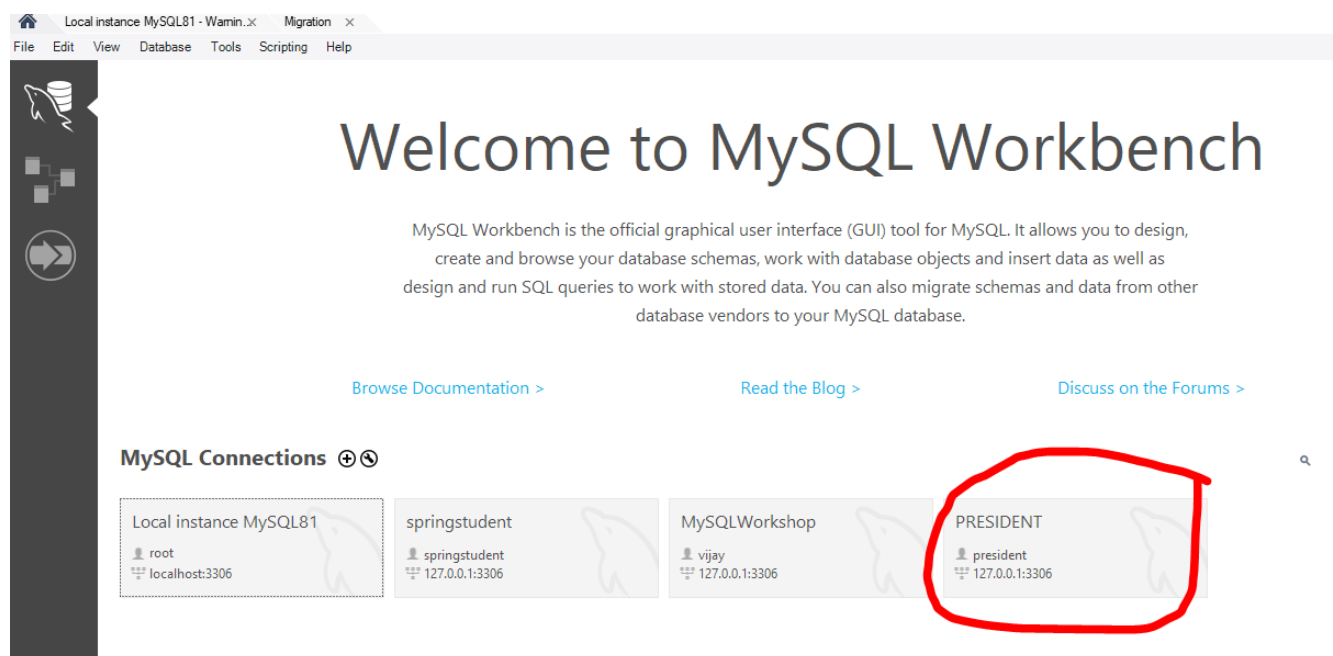 Local instance MySQL81 - Warnin.. Migration
File Edit View Database Tools Scripting Help
Welcome to MySQL Workbench
MySQL Workbench is the official graphical user interface (GUI) tool for MySQL. It allows you to design,
create and browse your database schemas, work with database objects and insert data as well as
design and run SQL queries to work with stored data. You can also migrate schemas and data from other
database vendors to your MySQL database.
Browse Documentation > Read the Blog > Discuss on the Forums >
MySQL Connections
Local instance MySQL81
root
localhost:3306
springstudent
springstudent
127.0.0.1:3306
MySQLWorkshop
vijay
127.0.0.1:3306
PRESIDENT
president
127.0.0.1:3306